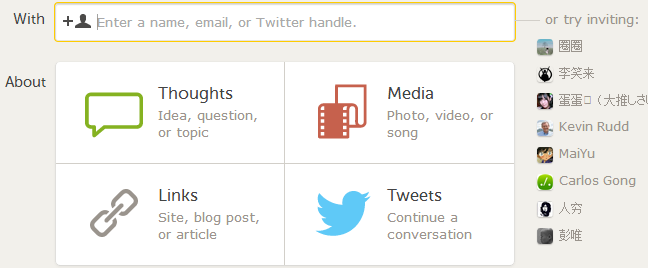 With
Enter a name, email, or Twitter handle.
or try inviting:
圈圈
李笑来
蛋蛋（大推しさ
Kevin Rudd
MaiYu
Carlos Gong
人穷
彭唯
About
Thoughts
Idea, question,
or topic
Media
Photo, video, or
song
Links
Site, blog post,
or article
Tweets
Continue a
conversation